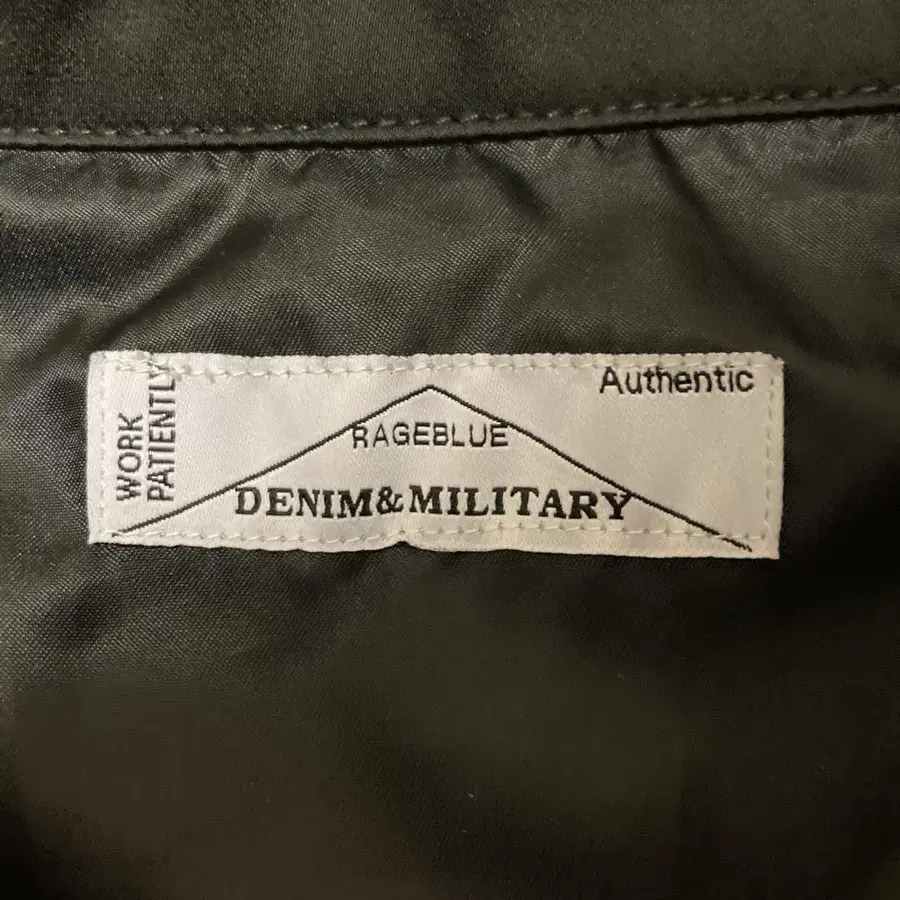 WORK
PATIENTLY
Authentic
RAGEBLUE
DENIM&MILITARY